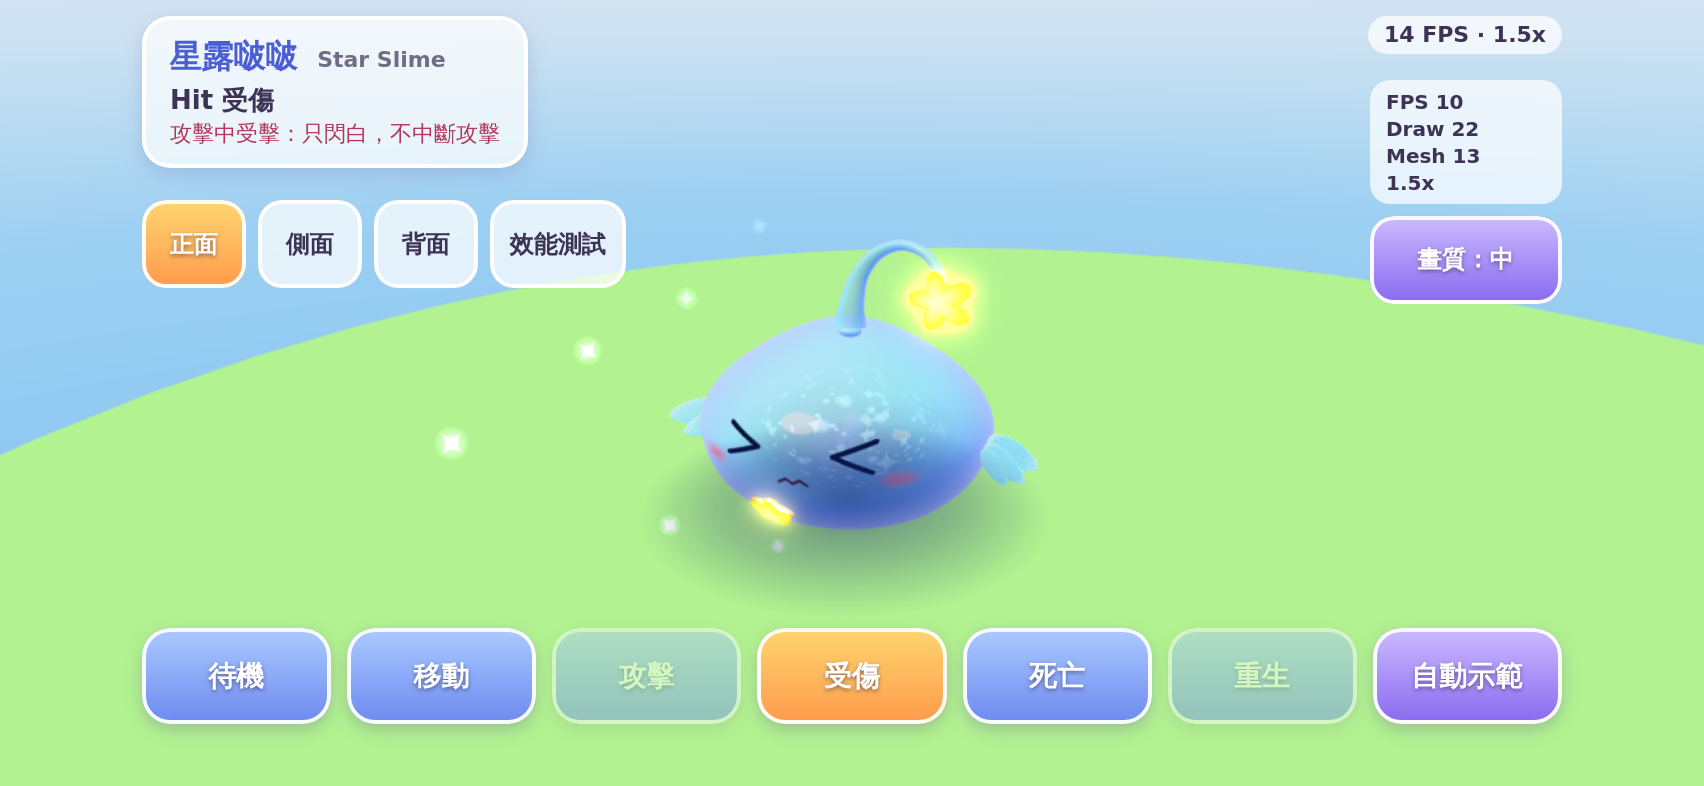 星露啵啵 Star Slime
Hit 受傷
攻擊中受擊：只閃白，不中斷攻擊
14 FPS · 1.5x
FPS 10
Draw 22
Mesh 13
1.5x
正面 側面 背面 效能測試
畫質：中
待機 移動 攻擊 受傷 死亡 重生 自動示範